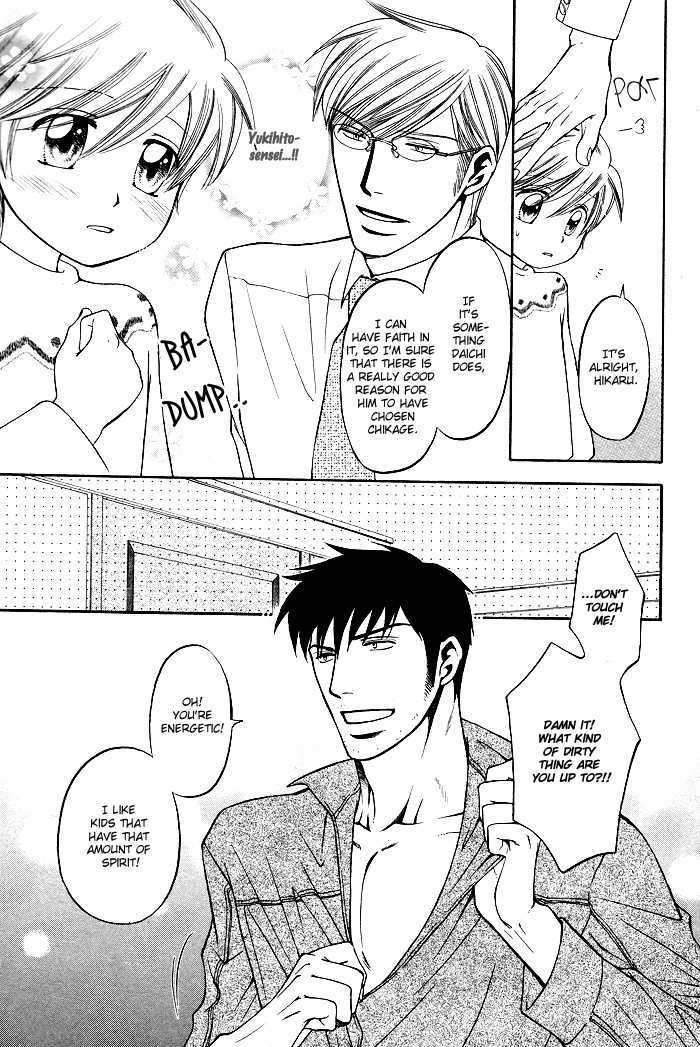 POAT
IT'S
ALRIGHT,
HIKARU.
IF
IT'S
SOME-
THING
DAICHI
DOES,
I CAN
HAVE FAITH IN
IT, SO I'M SURE
THAT THERE IS
A REALLY GOOD
REASON FOR
HIM TO HAVE
CHOSEN
CHIKAGE.
Yukihito-
sensei...!!
BA-
DUMP...
...DON'T
TOUCH
ME!
DAMN IT!
WHAT KIND
OF DIRTY
THING ARE
YOU UP TO?!!
OH!
YOU'RE
ENERGETIC!
I LIKE
KIDS THAT
HAVE THAT
AMOUNT OF
SPIRIT!